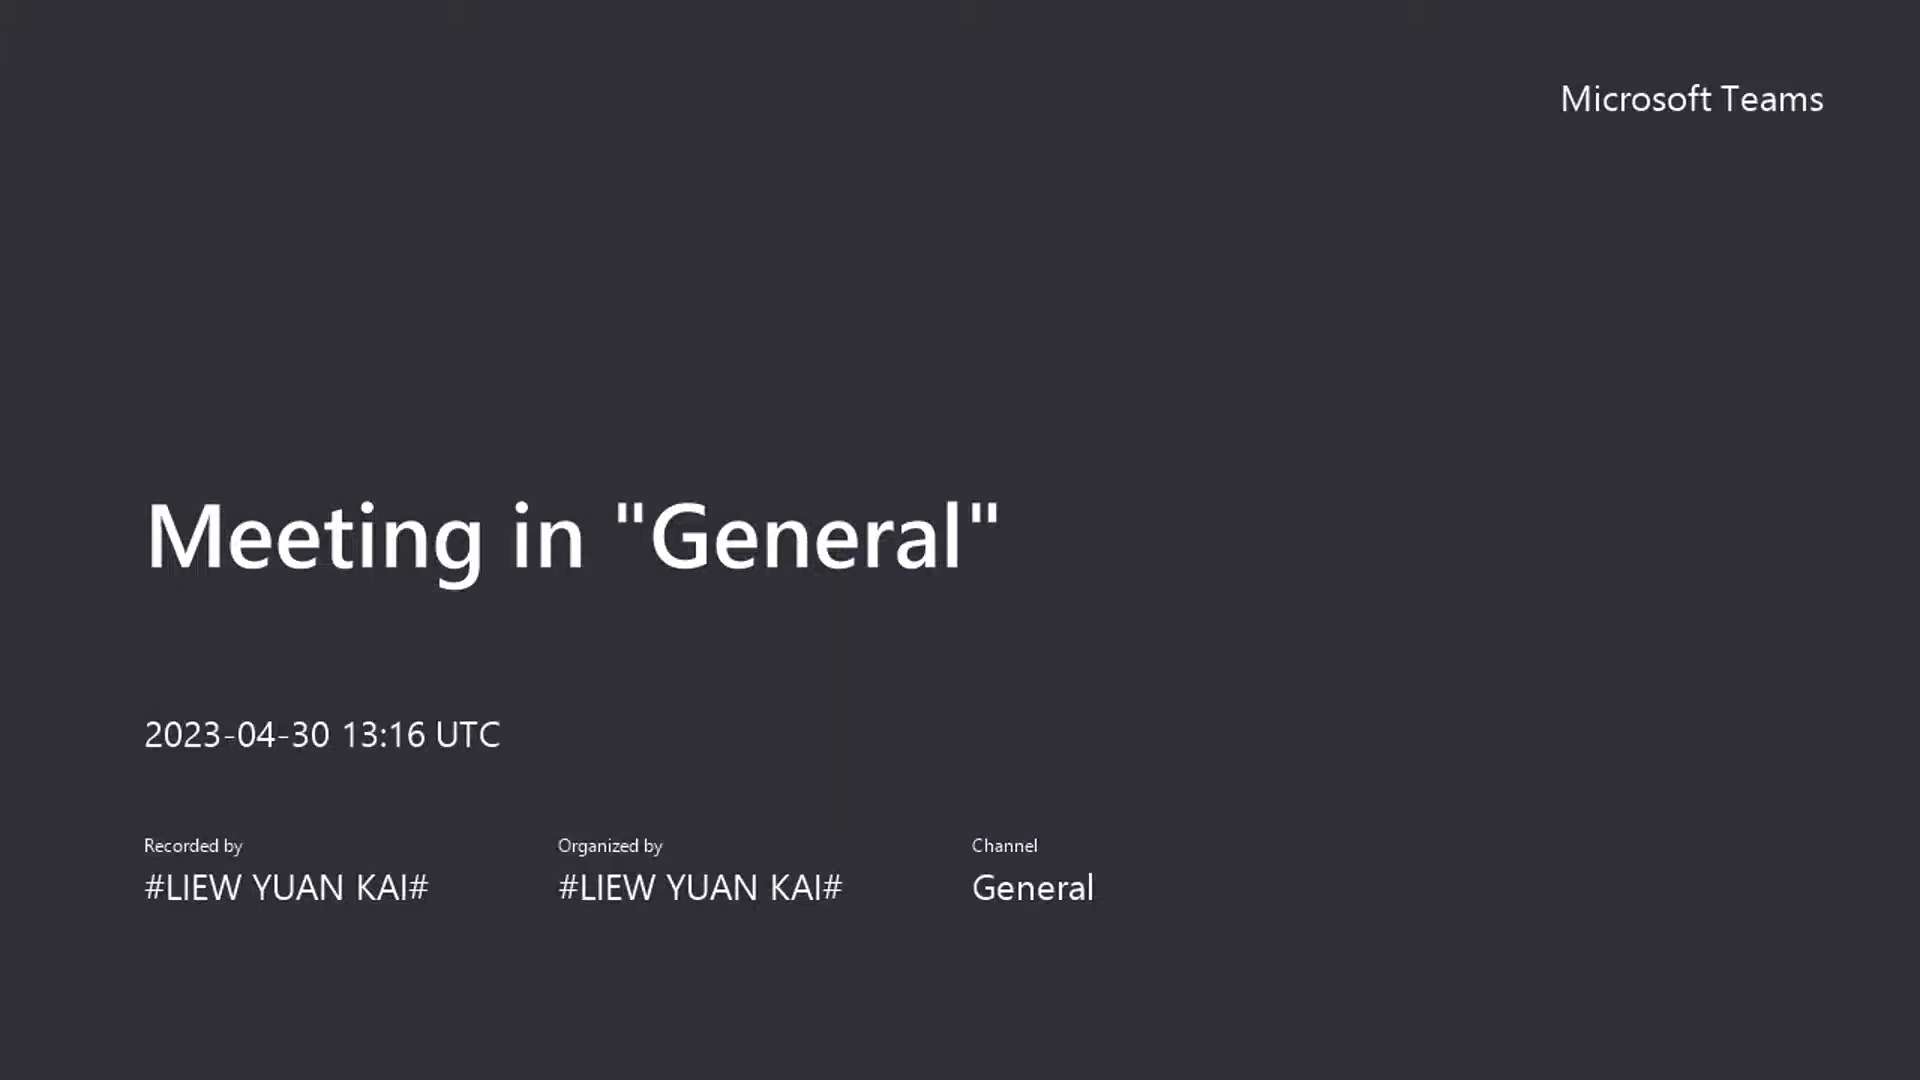 Microsoft Teams
Meeting in "General"
2023-04-30 13:16 UTC
Recorded by
#LIEW YUAN KAI#
Organized by
#LIEW YUAN KAI#
Channel
General